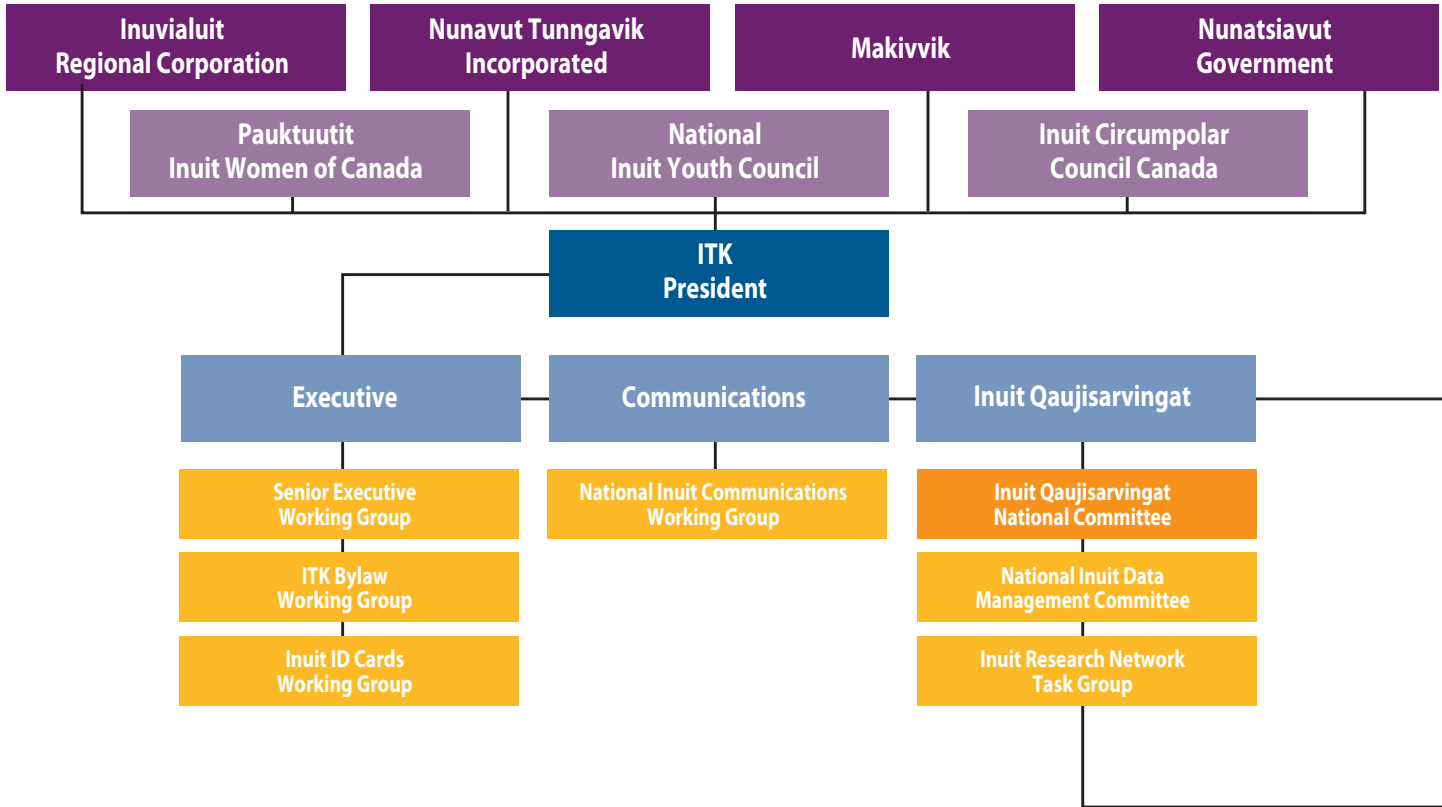 Inuvialuit
Regional Corporation
Nunavut Tunngavik
Incorporated
Makivvik
Nunatsiavut
Government
Pauktuutit
Inuit Women of Canada
National
Inuit Youth Council
Inuit Circumpolar
Council Canada
ITK
President
Executive
Communications
Inuit Qaujisarvingat
Senior Executive
Working Group
National Inuit Communications
Working Group
Inuit Qaujisarvingat
National Committee
ITK Bylaw
Working Group
National Inuit Data
Management Committee
Inuit ID Cards
Working Group
Inuit Research Network
Task Group